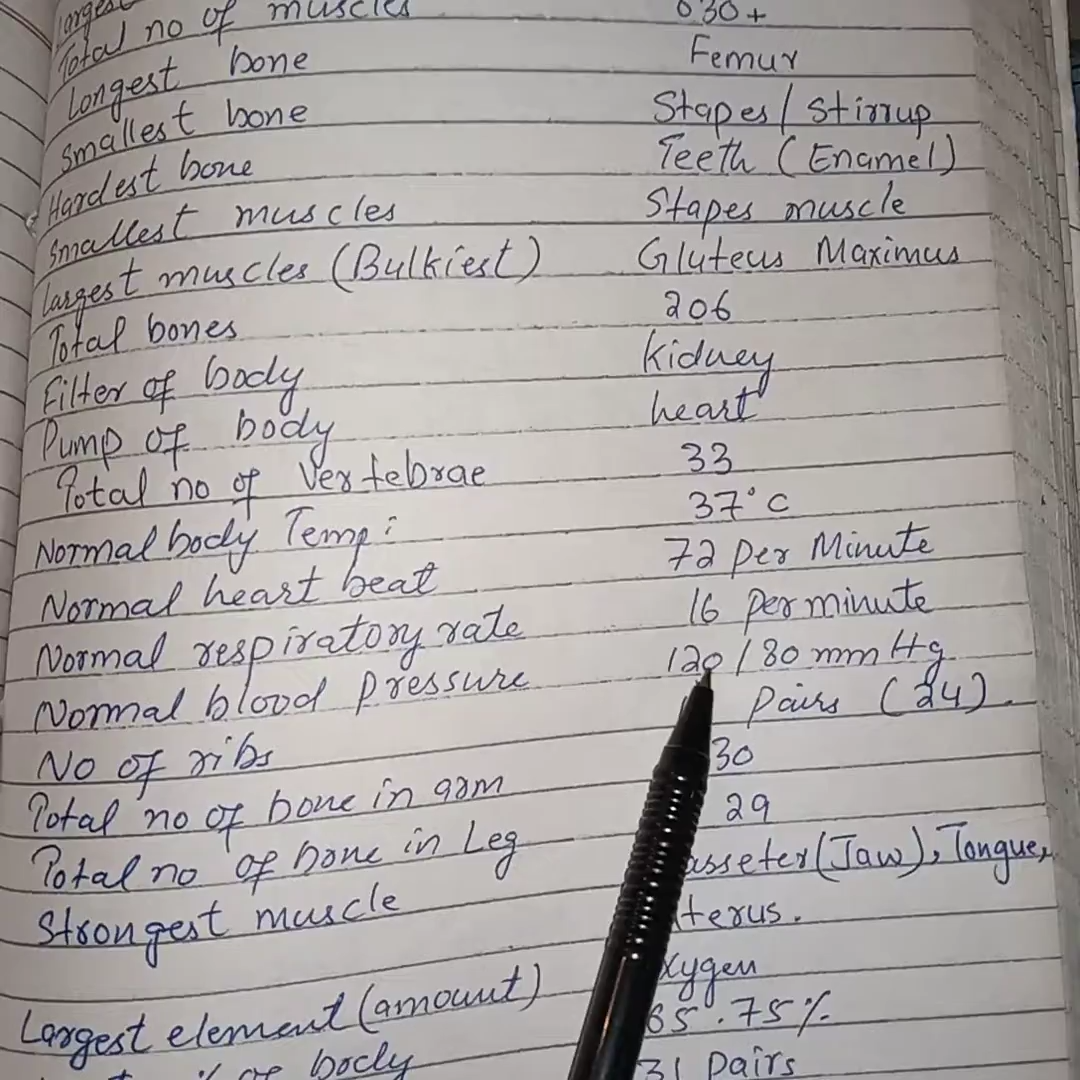 largest
Total no of muscles 630+
Longest bone Femur
Smallest bone Stapes/Stirrup
Hardest bone Teeth (Enamel)
Smallest muscles Stapes muscle
Largest muscles (Bulkiest) Gluteus Maximus
Total bones 206
Filter of body Kidney
Pump of body heart
Total no of Vertebrae 33
Normal body Temp: 37°C
Normal heart beat 72 Per Minute
Normal respiratory rate 16 per minute
Normal blood Pressure 120/80 mm Hg
No of ribs Pairs (24).
Total no of bone in arm 30
Total no of bone in Leg 29
Strongest muscle asseter (Jaw), Tongue,
terus.
Largest element (amount) xygen
% of body 65.75%
31 Pairs